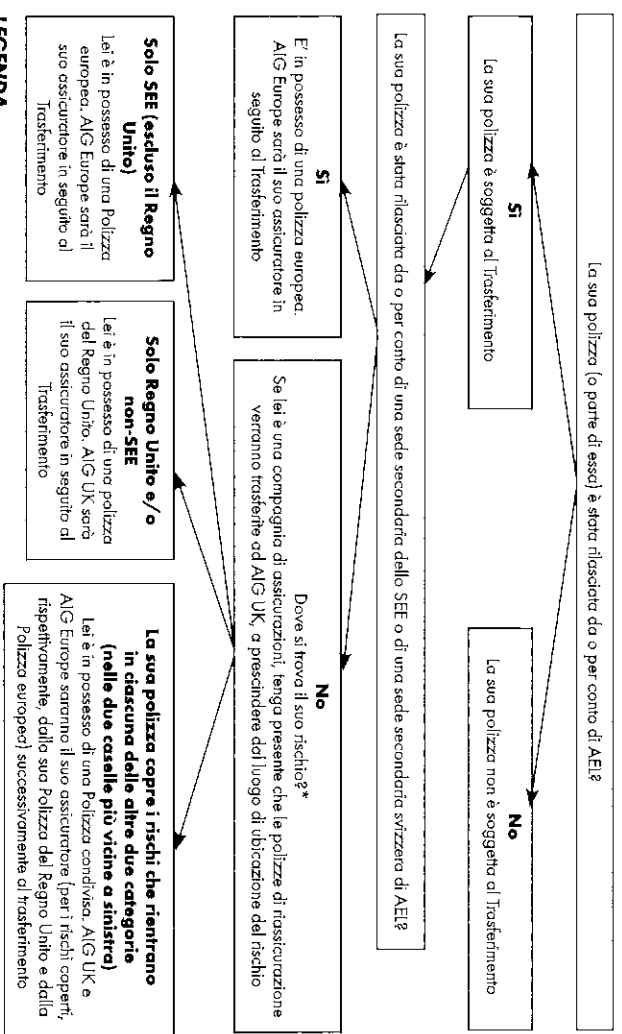 La sua polizza (o parte di essa) è stata rilasciata da o per conto di AEL?
Sì
La sua polizza è soggetta al Trasferimento
No
La sua polizza non è soggetta al Trasferimento
La sua polizza è stata rilasciata da o per conto di una sede secondaria dello SEE o di una sede secondaria svizzera di AEL?
Sì
E' in possesso di una polizza europea.
AIG Europe sarà il suo assicuratore in
seguito al Trasferimento
No
Dove si trova il suo rischio?*
Se lei è una compagnia di assicurazioni, tenga presente che le polizze di riassicurazione
verranno trasferite ad AIG UK, a prescindere dal luogo di ubicazione del rischio
Solo SEE (escluso il Regno
Unito)
Lei è in possesso di una Polizza
europea. AIG Europe sarà il
suo assicuratore in seguito al
Trasferimento
Solo Regno Unito e/o
non-SEE
Lei è in possesso di una polizza
del Regno Unito. AIG UK sarà
il suo assicuratore in seguito al
Trasferimento
La sua polizza copre i rischi che rientrano
in ciascuna delle altre due categorie
(nelle due caselle più vicine a sinistra)
Lei è in possesso di una Polizza condivisa. AIG UK e
AIG Europe saranno il suo assicuratore (per i rischi coperti,
rispettivamente, dalla sua Polizza del Regno Unito e dalla
Polizza europea) successivamente al trasferimento
LEGENDA